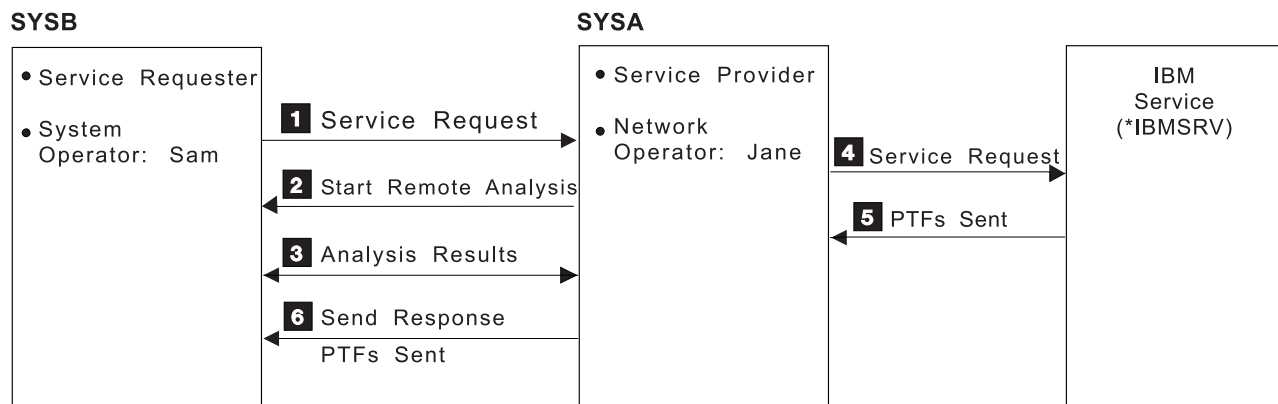 SYSB
• Service Requester
• System
Operator: Sam
1 Service Request
2 Start Remote Analysis
3 Analysis Results
6 Send Response
PTFs Sent
SYSA
• Service Provider
• Network
Operator: Jane
4 Service Request
5 PTFs Sent
IBM
Service
(*IBMSRV)